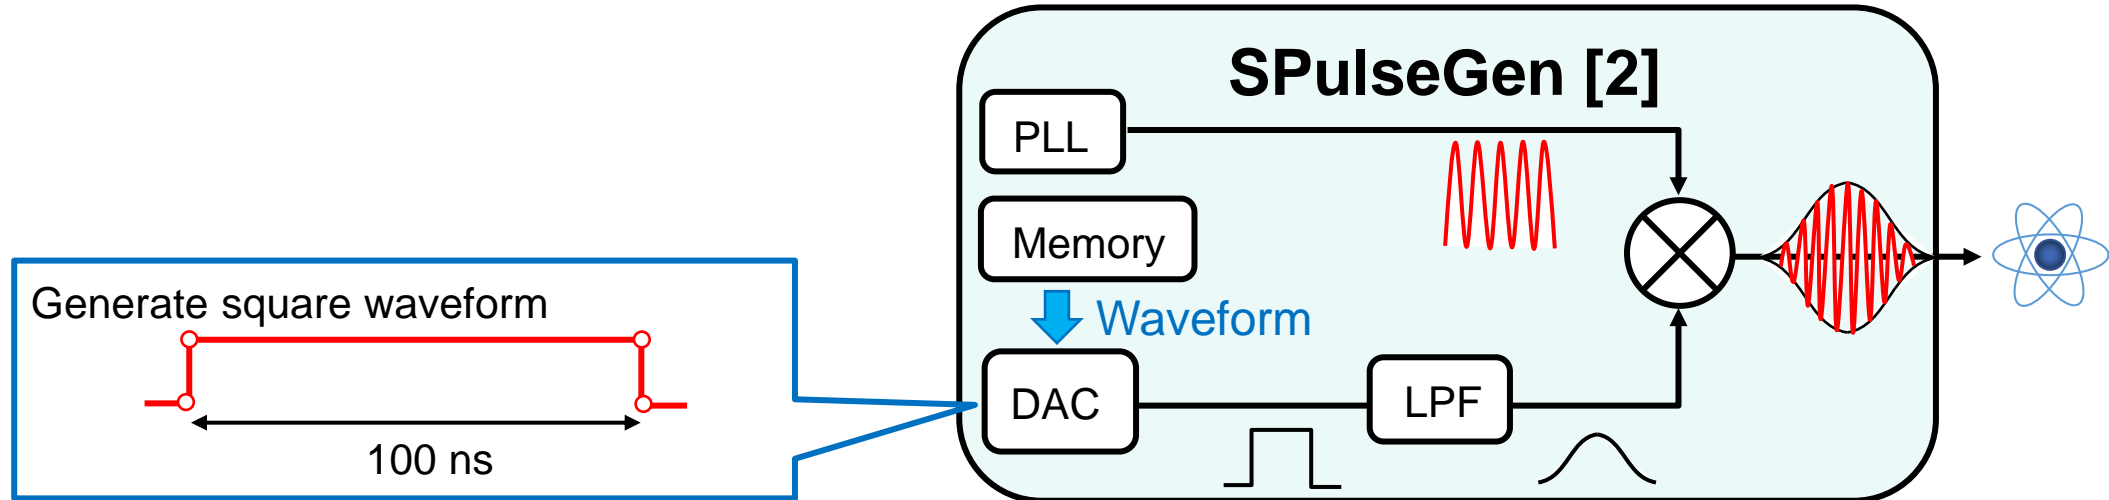 SPulseGen [2]
PLL
Memory
Waveform
DAC
LPF
Generate square waveform
100 ns